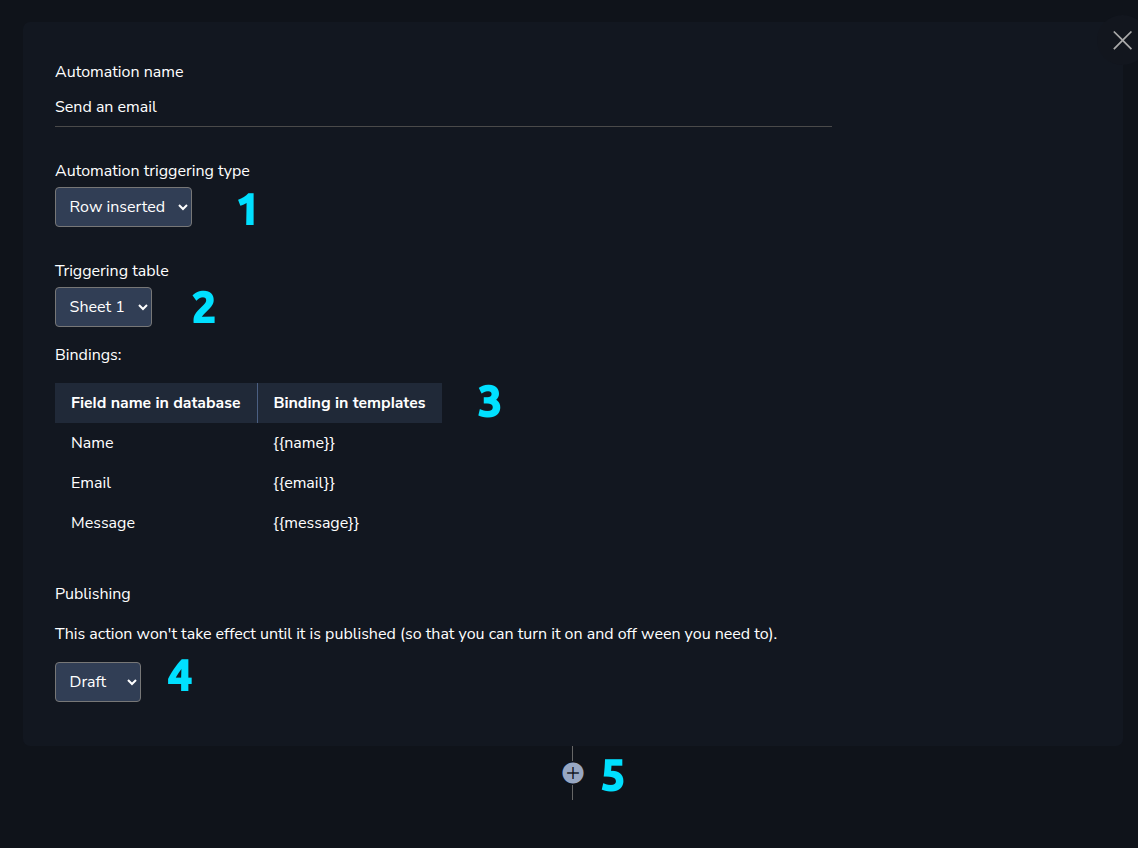 Automation name
Send an email
Automation triggering type
Row inserted 1
Triggering table
Sheet 1 2
Bindings:
Field name in database Binding in templates 3
Name {{name}}
Email {{email}}
Message {{message}}
Publishing
This action won't take effect until it is published (so that you can turn it on and off ween you need to).
Draft 4
5